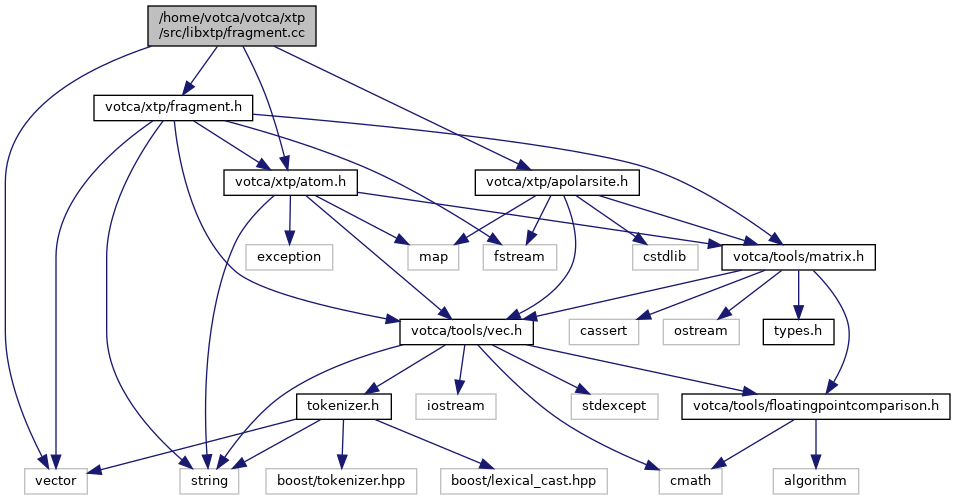 /home/votca/votca/xtp
/src/libxtp/fragment.cc
votca/xtp/fragment.h
votca/xtp/atom.h
votca/xtp/apolarsite.h
exception
map
fstream
cstdlib
votca/tools/matrix.h
votca/tools/vec.h
cassert
ostream
types.h
tokenizer.h
iostream
stdexcept
votca/tools/floatingpointcomparison.h
vector
string
boost/tokenizer.hpp
boost/lexical_cast.hpp
cmath
algorithm